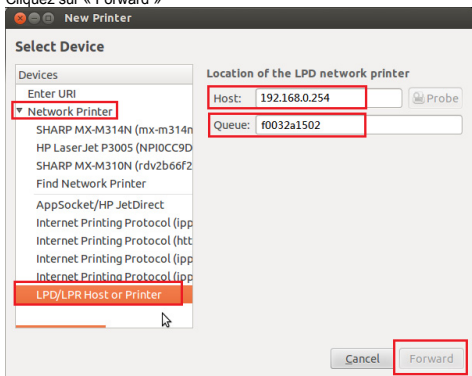 Cliquez sur « Forward »
New Printer
Select Device
Devices
Enter URI
Network Printer
SHARP MX-M314N (mx-m314n
HP LaserJet P3005 (NPI0CC9D
SHARP MX-M310N (rdv2b66f2
Find Network Printer
AppSocket/HP JetDirect
Internet Printing Protocol (ipp
Internet Printing Protocol (htt
Internet Printing Protocol (ipp
Internet Printing Protocol (ipp
LPD/LPR Host or Printer
Location of the LPD network printer
Host: 192.168.0.254 Probe
Queue: f0032a1502
Cancel Forward